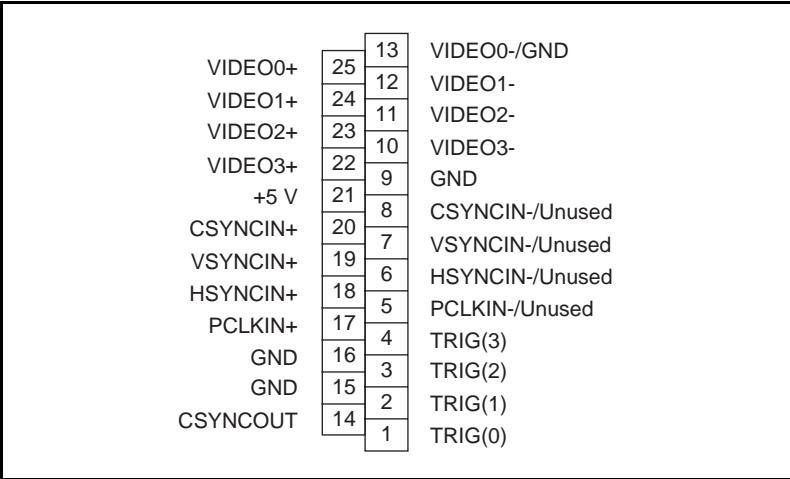 13 VIDEO0-/GND
VIDEO0+ 25
12 VIDEO1-
VIDEO1+ 24
11 VIDEO2-
VIDEO2+ 23
10 VIDEO3-
VIDEO3+ 22
9 GND
+5 V 21
8 CSYNCIN-/Unused
CSYNCIN+ 20
7 VSYNCIN-/Unused
VSYNCIN+ 19
6 HSYNCIN-/Unused
HSYNCIN+ 18
5 PCLKIN-/Unused
PCLKIN+ 17
4 TRIG(3)
GND 16
3 TRIG(2)
GND 15
2 TRIG(1)
CSYNCOUT 14
1 TRIG(0)